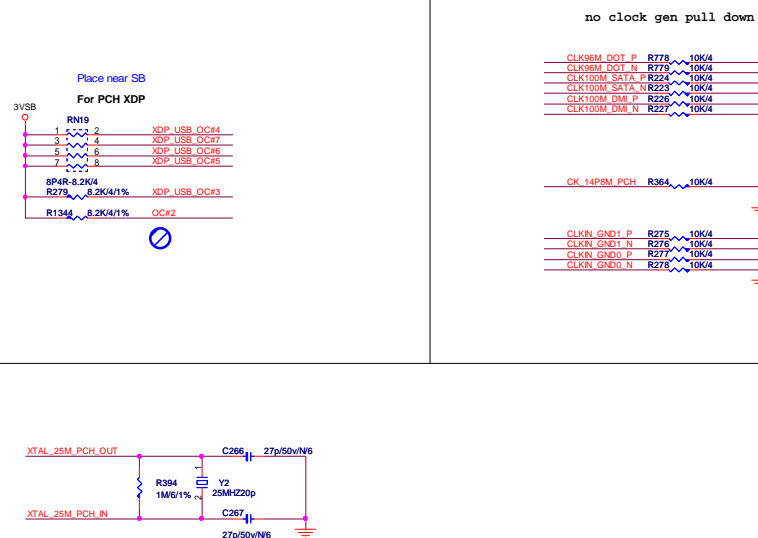 no clock gen pull down
Place near SB
For PCH XDP
3VSB
RN19
1 2 XDP_USB_OC#4
3 4 XDP_USB_OC#7
5 6 XDP_USB_OC#6
7 8 XDP_USB_OC#5
8P4R-8.2K/4
R279 8.2K/4/1% XDP_USB_OC#3
R1344 8.2K/4/1% OC#2
CLK96M_DOT_P R778 10K/4
CLK96M_DOT_N R779 10K/4
CLK100M_SATA_P R224 10K/4
CLK100M_SATA_N R223 10K/4
CLK100M_DMI_P R226 10K/4
CLK100M_DMI_N R227 10K/4
CK_14P8M_PCH R364 10K/4
CLKIN_GND1_P R275 10K/4
CLKIN_GND1_N R276 10K/4
CLKIN_GND0_P R277 10K/4
CLKIN_GND0_N R278 10K/4
XTAL_25M_PCH_OUT C266 27p/50v/N/6
1
R394 Y2
1M/6/1% 25MHZ20p
2
XTAL_25M_PCH_IN C267
27p/50v/N/6